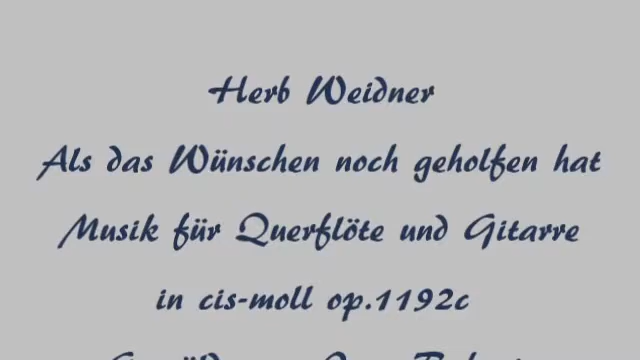 Herb Weidner
Als das Wünschen noch geholfen hat
Musik für Querflöte und Gitarre
in cis-moll op.1192c